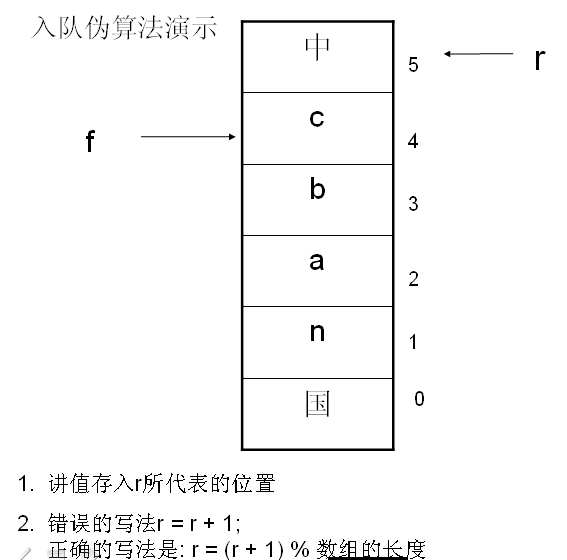 入队伪算法演示
中
5
r
c
f
4
b
3
a
2
n
1
国
0
1. 讲值存入r所代表的位置
2. 错误的写法r = r + 1;
正确的写法是: r = (r + 1) % 数组的长度